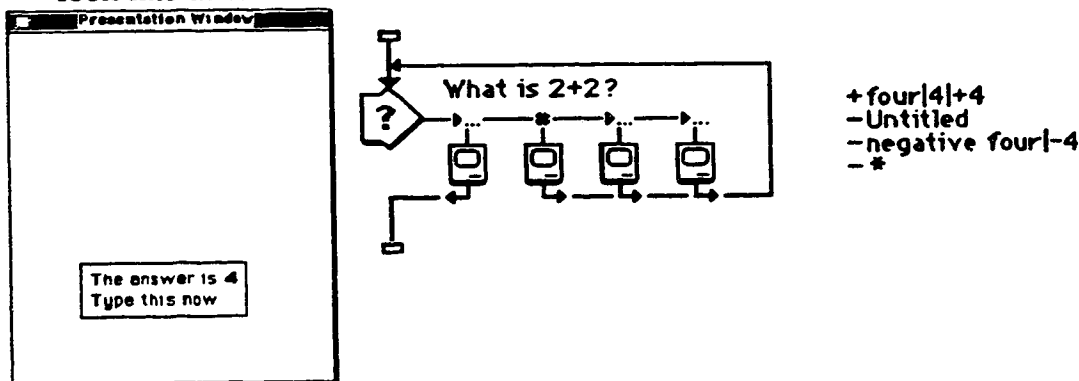 Presentation Window
The answer is 4
Type this now
What is 2+2?
?
+four|4|+4
-Untitled
-negative four|-4
-*